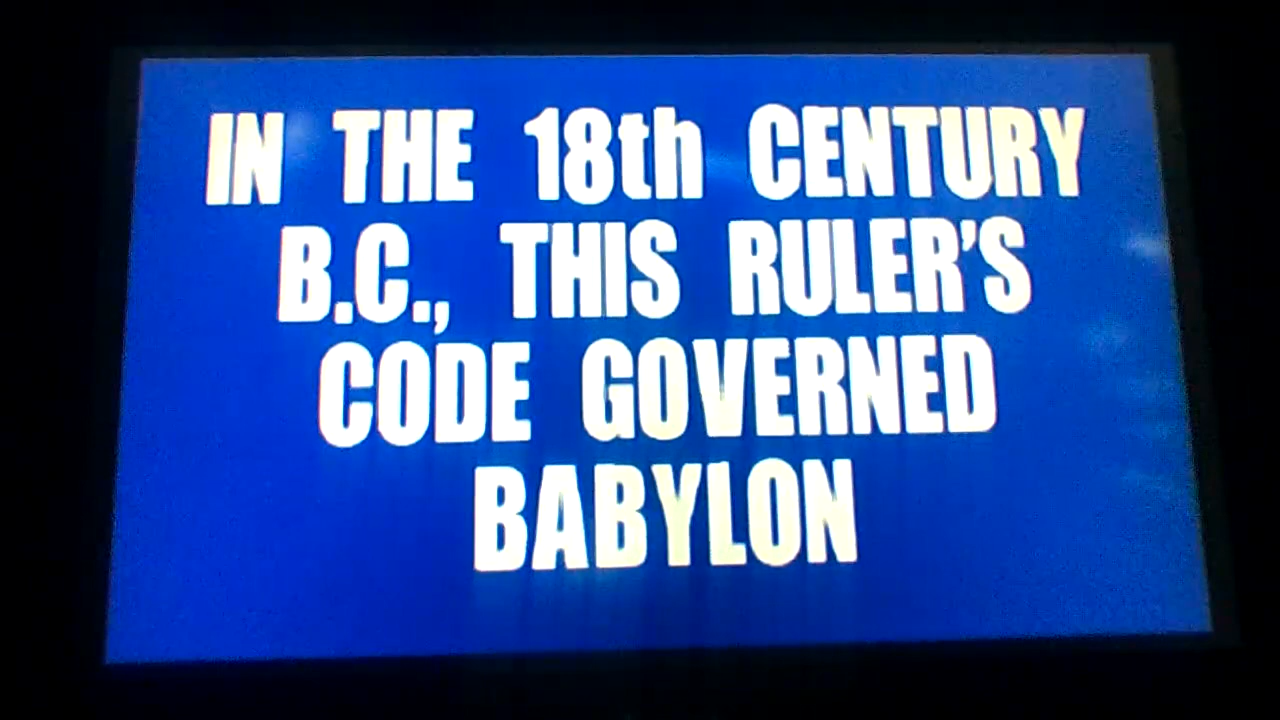 IN THE 18th CENTURY
B.C., THIS RULER'S
CODE GOVERNED
BABYLON